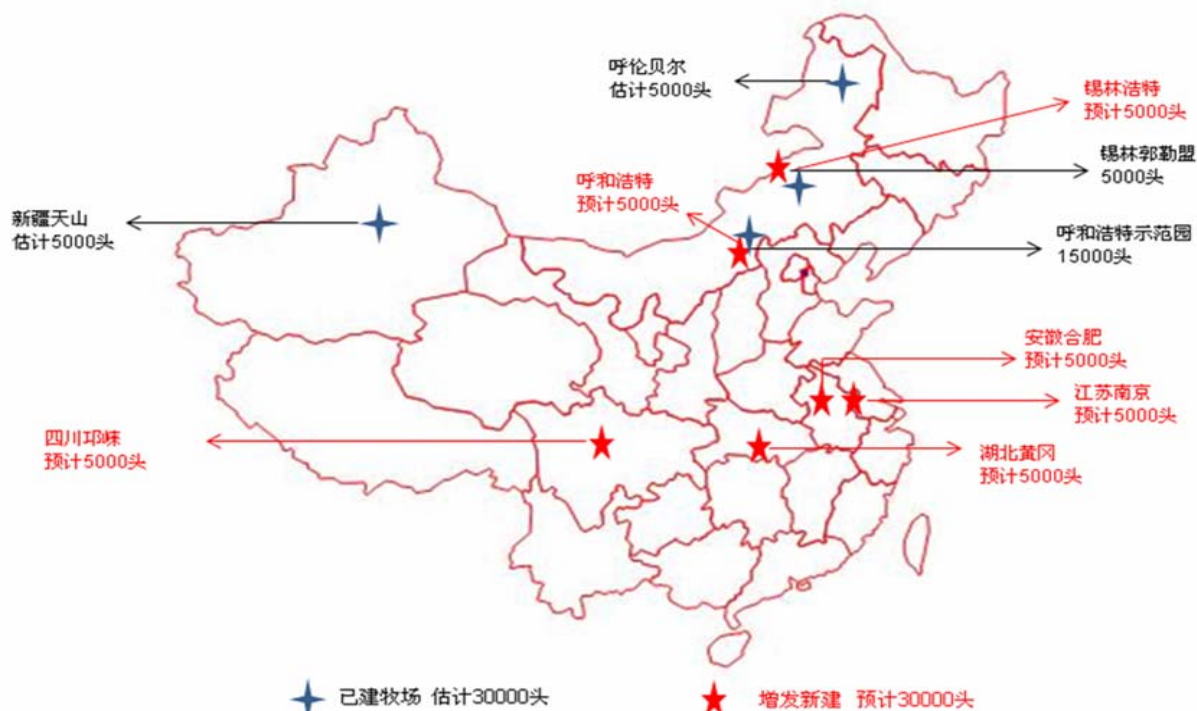 呼伦贝尔
估计5000头
锡林浩特
预计5000头
锡林郭勒盟
5000头
呼和浩特
预计5000头
新疆天山
估计5000头
呼和浩特示范园
15000头
安徽合肥
预计5000头
江苏南京
预计5000头
四川邛崃
预计5000头
湖北黄冈
预计5000头
已建牧场 估计30000头
增发新建 预计30000头